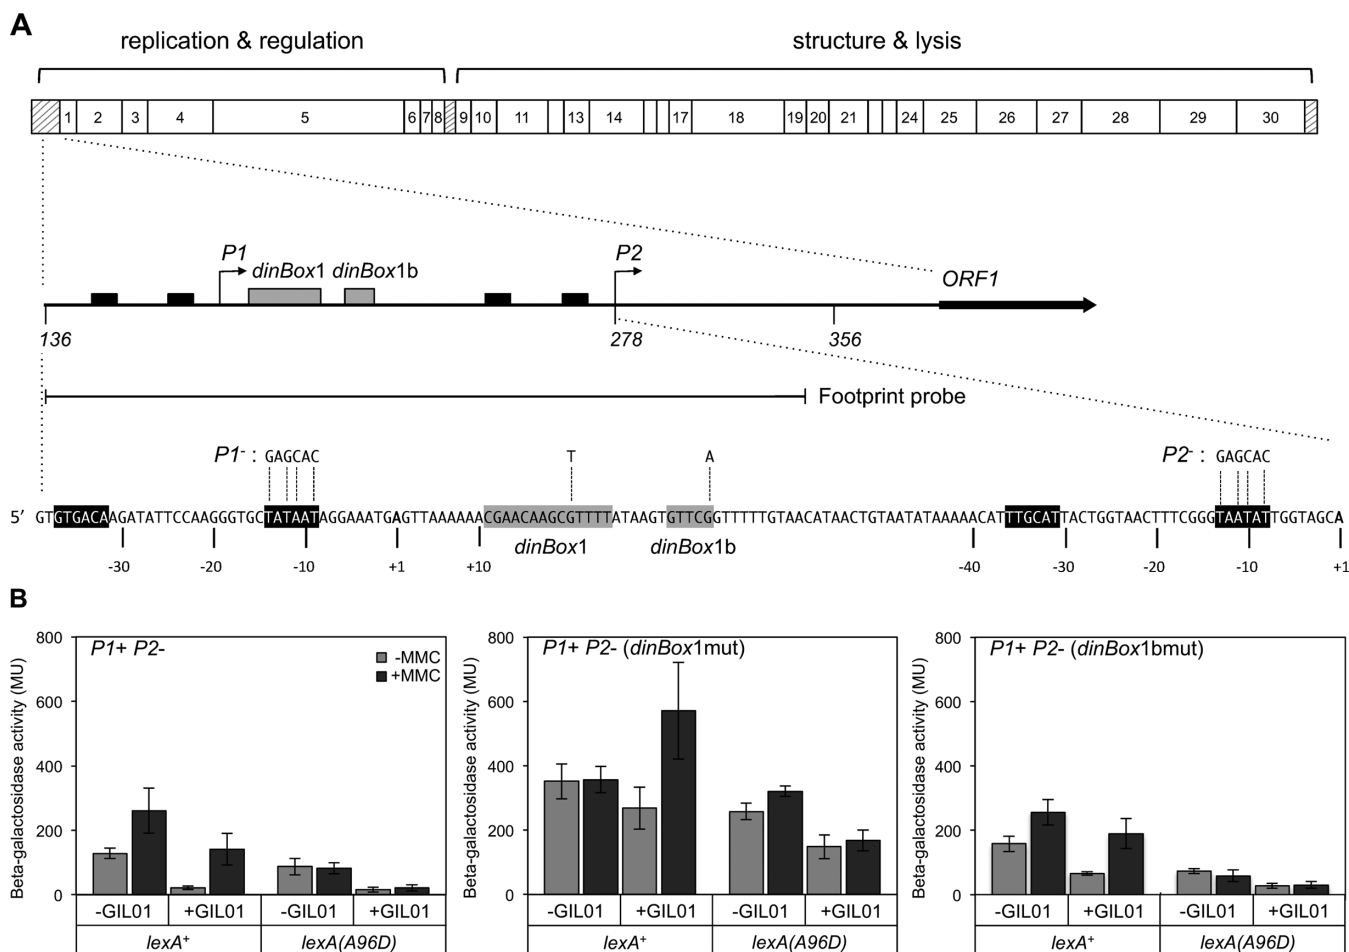 A
replication & regulation
structure & lysis
1 2 3 4 5 6 7 8 9 10 11 13 14 17 18 19 20 21 24 25 26 27 28 29 30
P1 dinBox1 dinBox1b P2 ORF1
136 278 356
Footprint probe
P1- : GAGCAC T A P2- : GAGCAC
5' GTGTGACAAGATATTCCAAGGGTGCTATAATAGGAAATGAGTTAAAAAACGAACAAGCGTTTTATAAGTGTTCGGTTTTTGTAACATAACTGTAATATAAAAACATTTGCATTACTGGTAACTTTCGGGTAATATTGGTAGCA
dinBox1 dinBox1b
-30 -20 -10 +1 +10 -40 -30 -20 -10 +1
B
Beta-galactosidase activity (MU)
800
600
400
200
0
P1+ P2-
-MMC
+MMC
-GIL01 +GIL01 -GIL01 +GIL01
lexA+ lexA(A96D)
Beta-galactosidase activity (MU)
800
600
400
200
0
P1+ P2- (dinBox1mut)
-GIL01 +GIL01 -GIL01 +GIL01
lexA+ lexA(A96D)
Beta-galactosidase activity (MU)
800
600
400
200
0
P1+ P2- (dinBox1bmut)
-GIL01 +GIL01 -GIL01 +GIL01
lexA+ lexA(A96D)